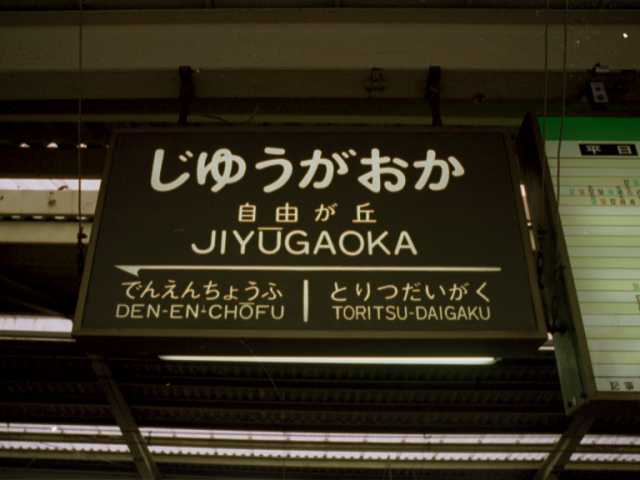 じゆうがおか
自由が丘
JIYŪGAOKA
でんえんちょうふ とりつだいがく
DEN-EN-CHŌFU TORITSU-DAIGAKU
平日